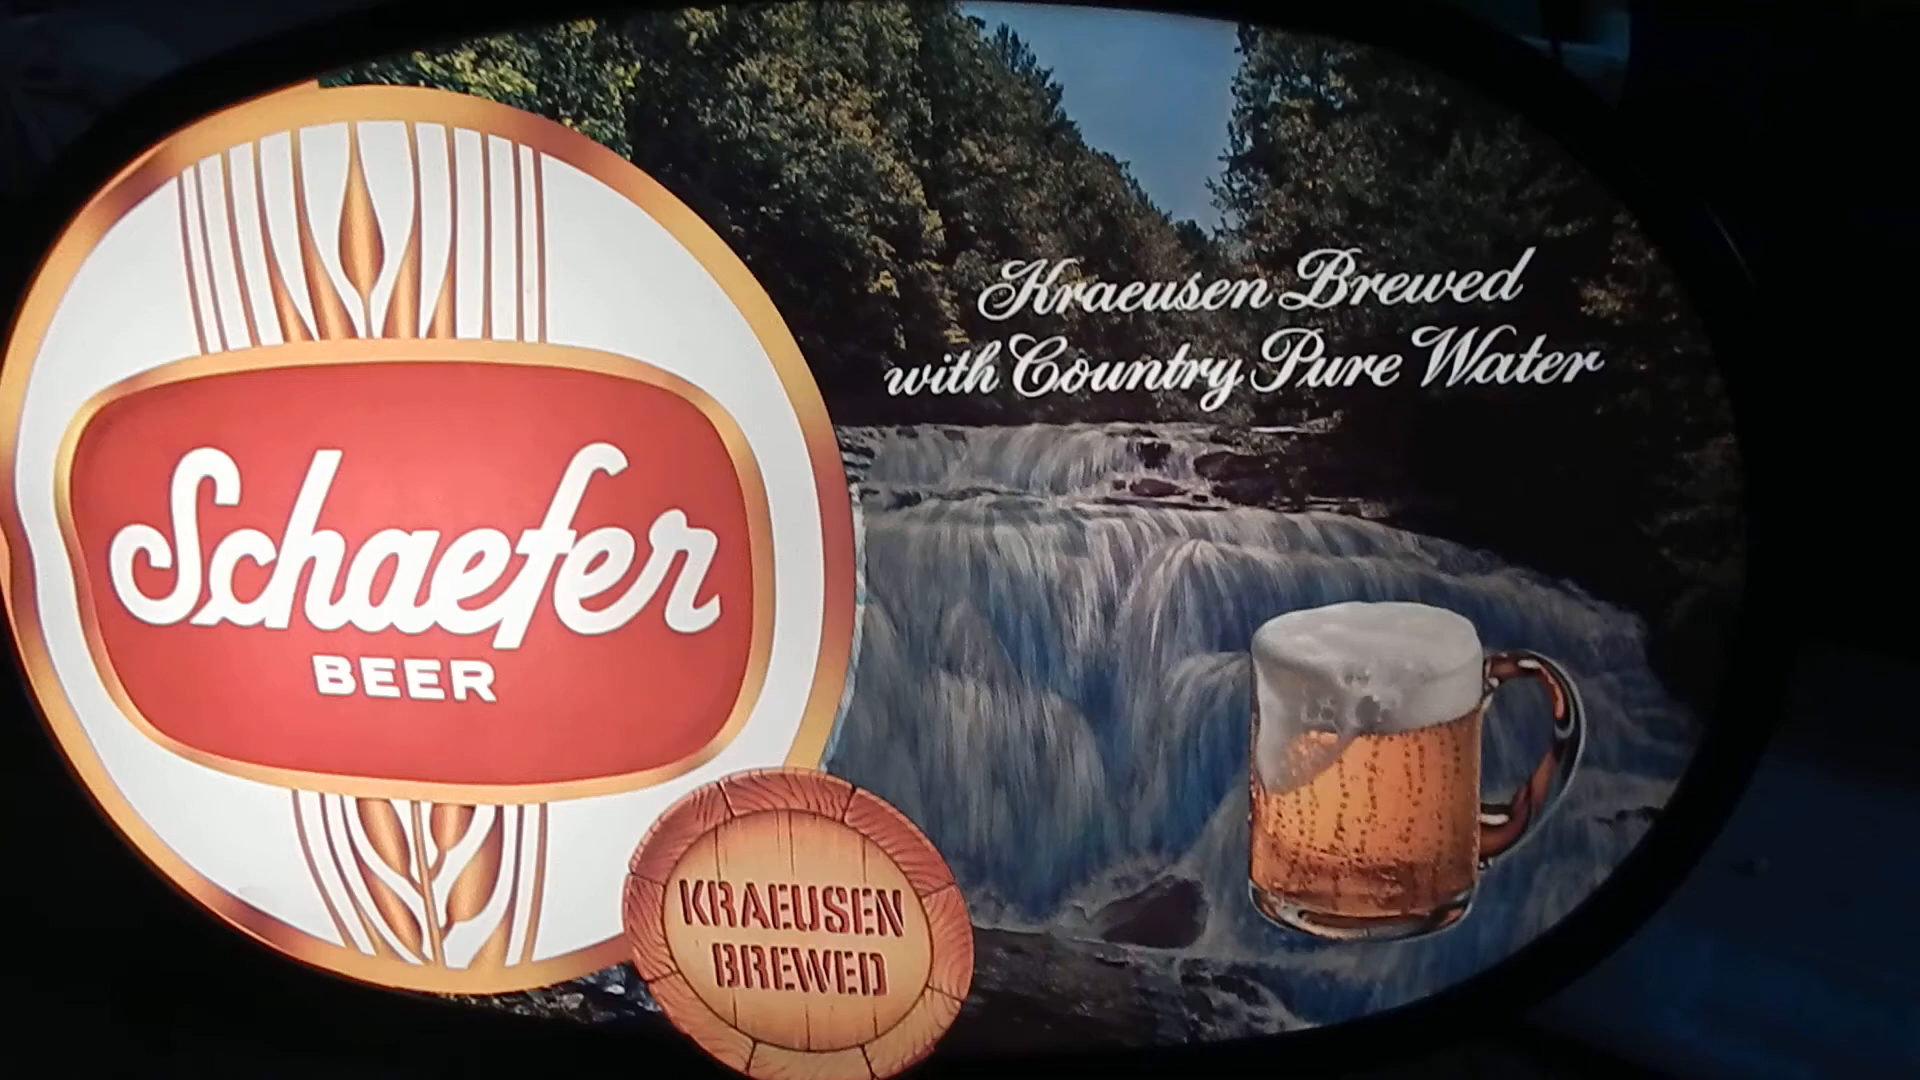 Schaefer
BEER
Kraeusen Brewed
with Country Pure Water
KRAEUSEN
BREWED